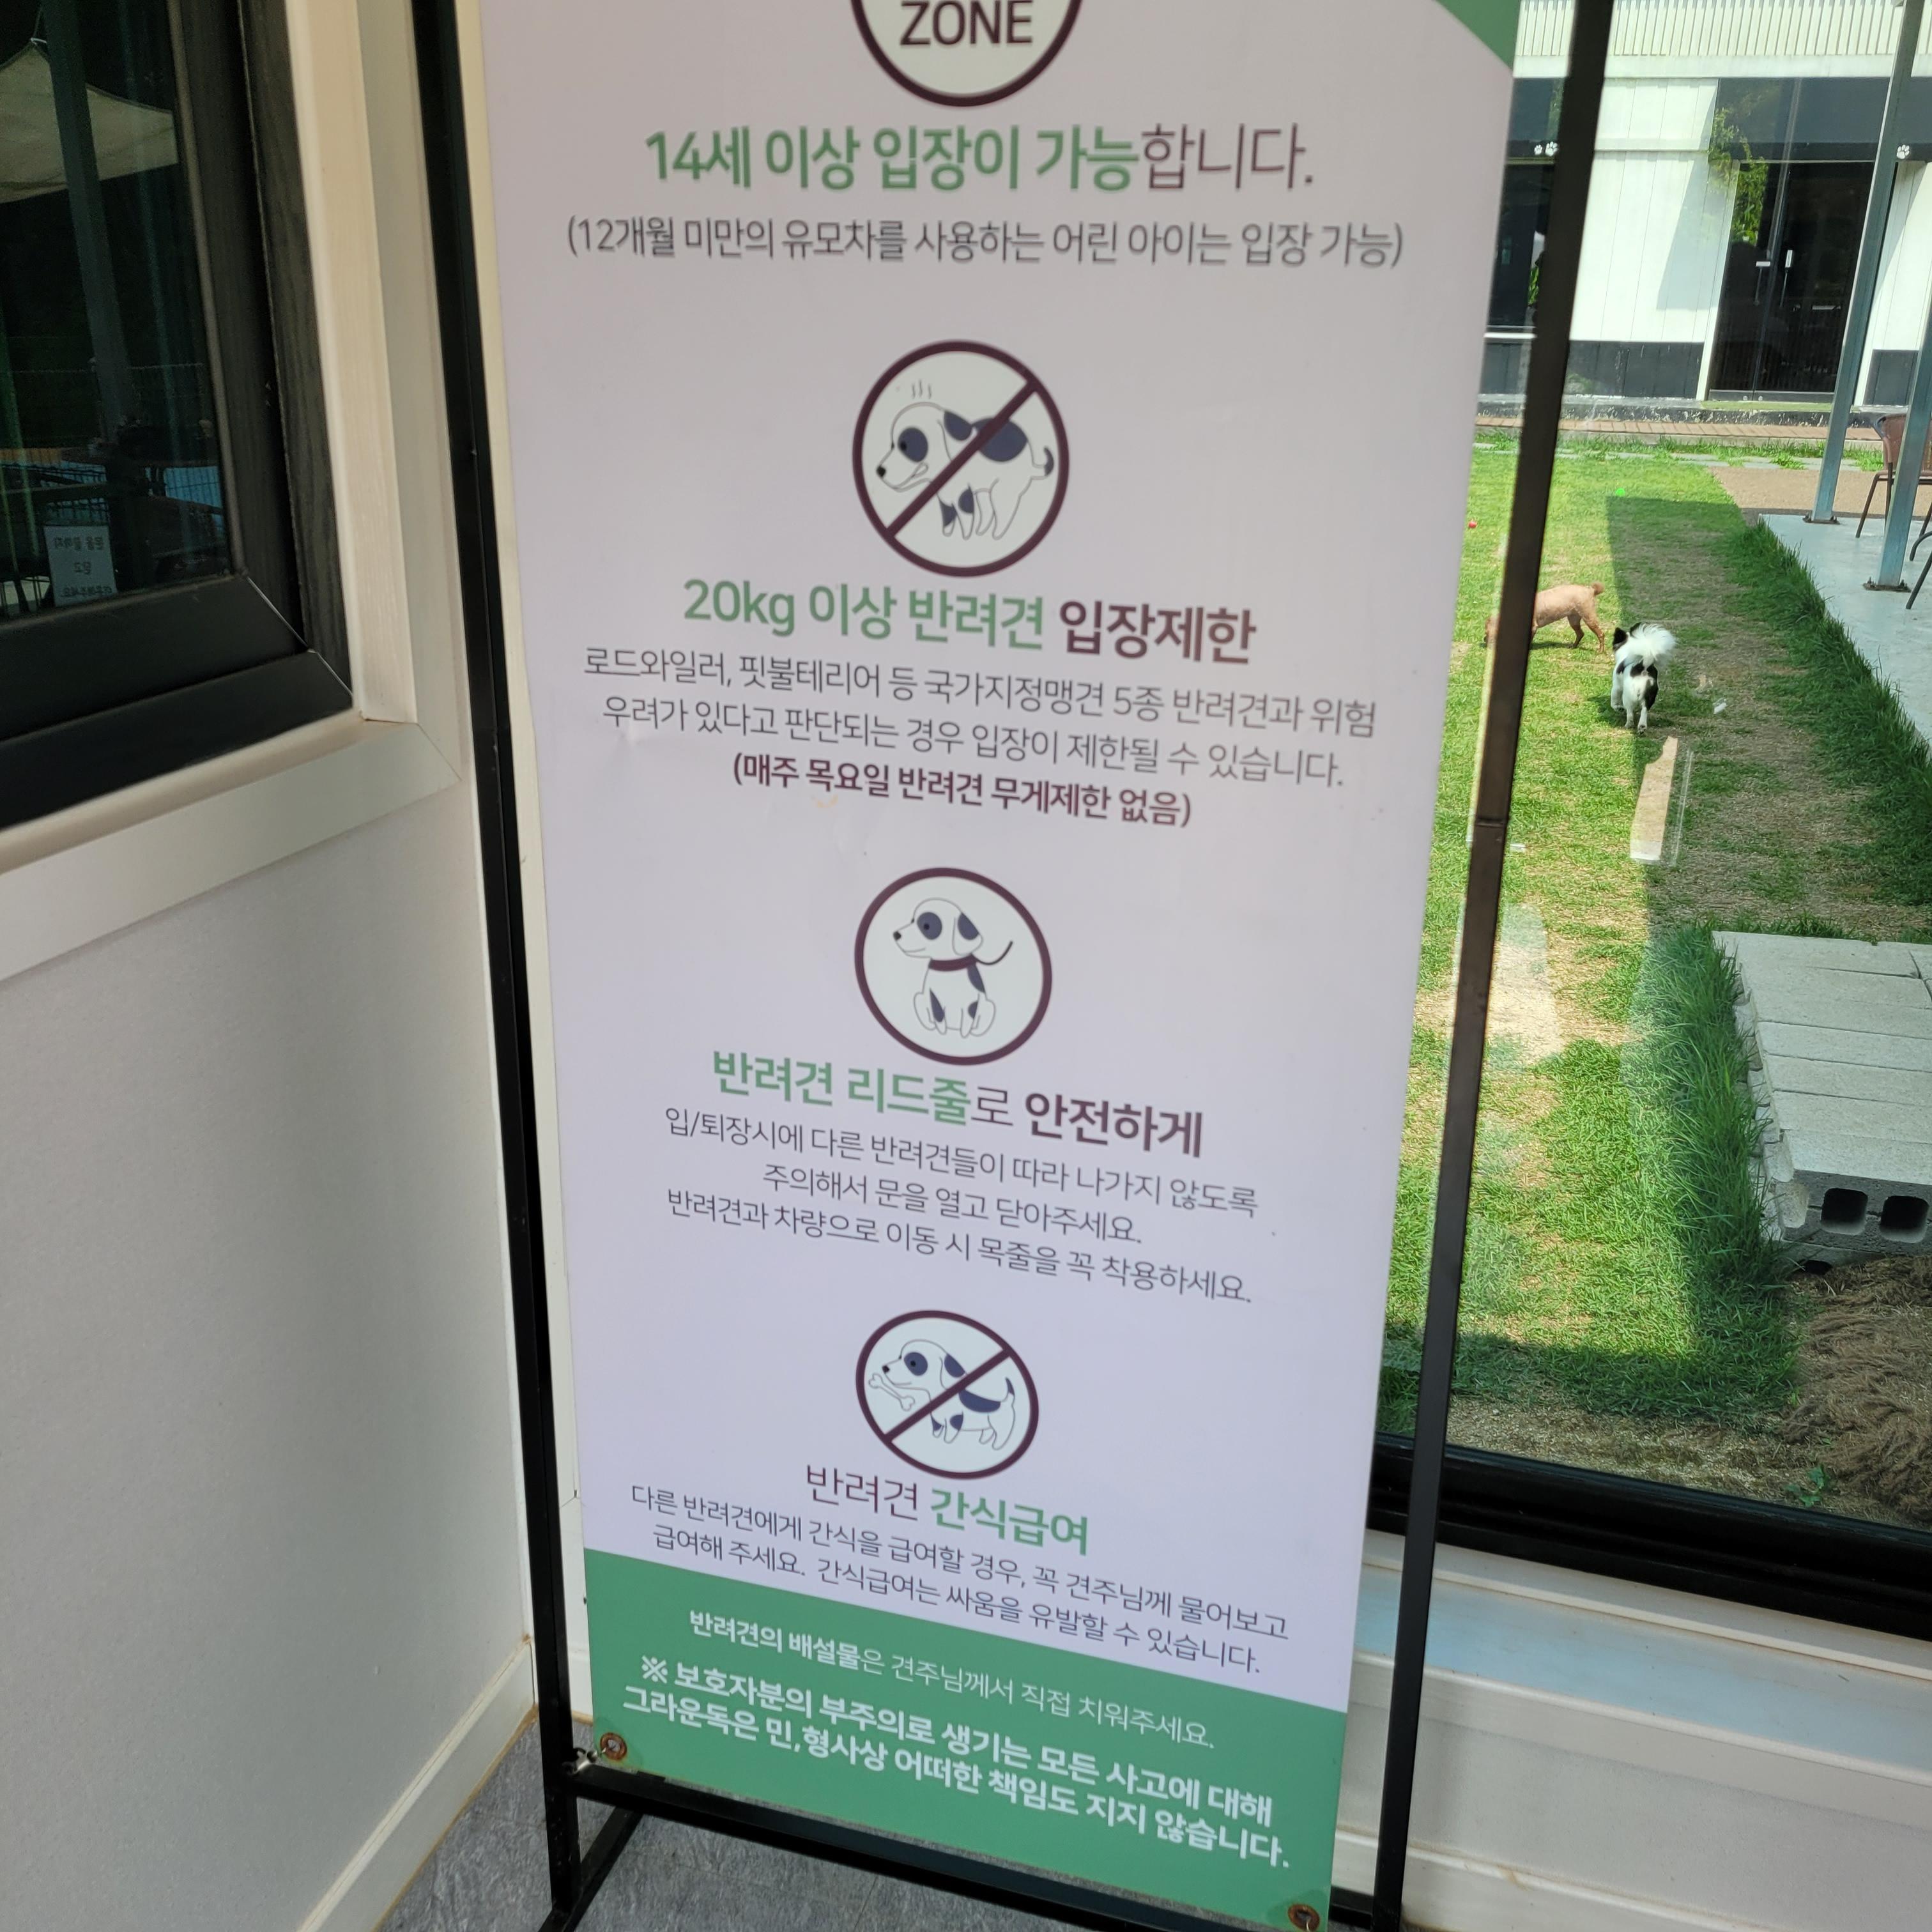 ZONE
14세 이상 입장이 가능합니다.
(12개월 미만의 유모차를 사용하는 어린 아이는 입장 가능)
20kg 이상 반려견 입장제한
로드와일러, 핏불테리어 등 국가지정맹견 5종 반려견과 위험
우려가 있다고 판단되는 경우 입장이 제한될 수 있습니다.
(매주 목요일 반려견 무게제한 없음)
반려견 리드줄로 안전하게
입/퇴장시에 다른 반려견들이 따라 나가지 않도록
주의해서 문을 열고 닫아주세요.
반려견과 차량으로 이동 시 목줄을 꼭 착용하세요.
반려견 간식급여
다른 반려견에게 간식을 급여할 경우, 꼭 견주님께 물어보고
급여해 주세요. 간식급여는 싸움을 유발할 수 있습니다.
반려견의 배설물은 견주님께서 직접 치워주세요.
※ 보호자분의 부주의로 생기는 모든 사고에 대해
그라운독은 민,형사상 어떠한 책임도 지지 않습니다.